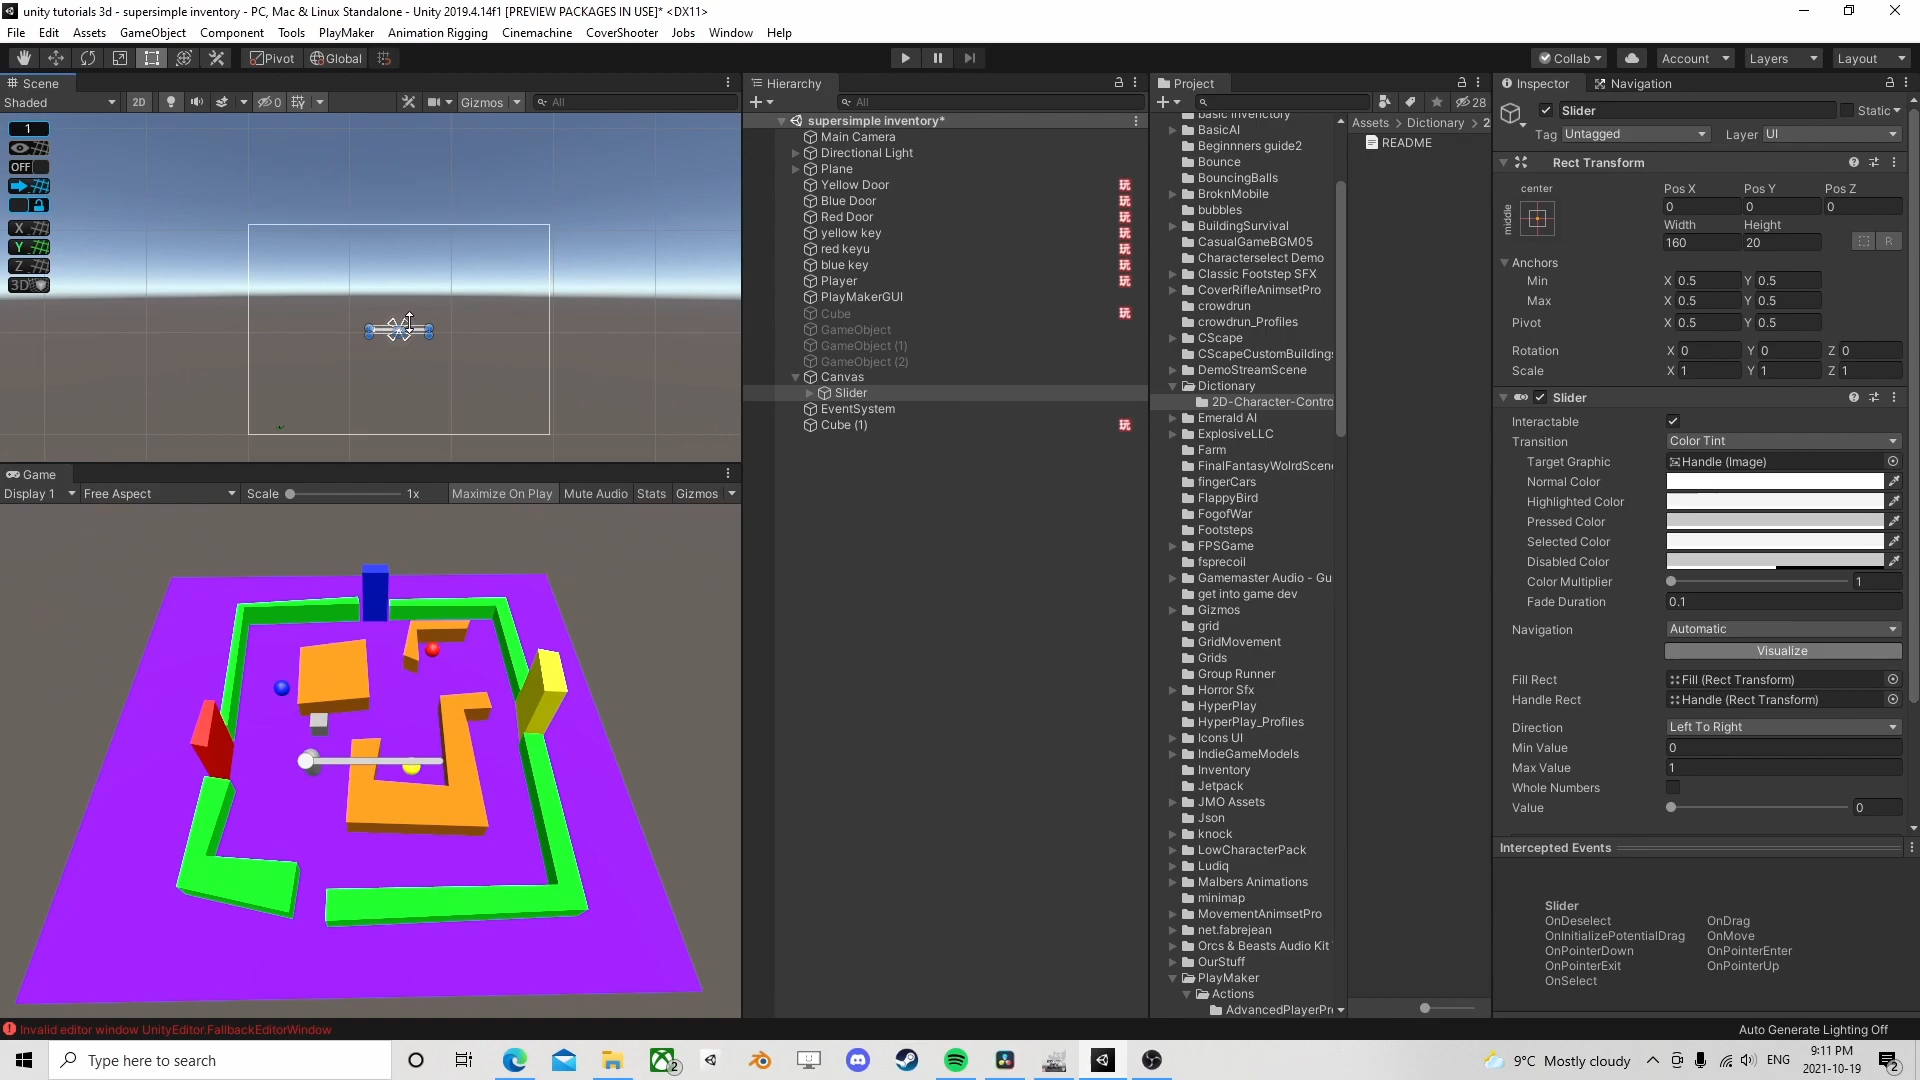 unity tutorials 3d - supersimple inventory - PC, Mac & Linux Standalone - Unity 2019.4.14f1 [PREVIEW PACKAGES IN USE]* <DX11>
File Edit Assets GameObject Component Tools PlayMaker Animation Rigging Cinemachine CoverShooter Jobs Window Help
Pivot Global Collab Account Layers Layout
Scene
Shaded 2D 0 Gizmos All
1
OFF
X
Y
Z
3D
Game
Display 1 Free Aspect Scale 1x Maximize On Play Mute Audio Stats Gizmos
Hierarchy
All
supersimple inventory*
Main Camera
Directional Light
Plane
Yellow Door 玩
Blue Door 玩
Red Door 玩
yellow key 玩
red keyu 玩
blue key 玩
Player 玩
PlayMakerGUI
Cube 玩
GameObject
GameObject (1)
GameObject (2)
Canvas
Slider
EventSystem
Cube (1) 玩
Project
28
basic invenctory
BasicAI
Beginnners guide2
Bounce
BouncingBalls
BroknMobile
bubbles
BuildingSurvival
CasualGameBGM05
Characterselect Demo
Classic Footstep SFX
CoverRifleAnimsetPro
crowdrun
crowdrun_Profiles
CScape
CScapeCustomBuildings
DemoStreamScene
Dictionary
2D-Character-Contro
Emerald AI
ExplosiveLLC
Farm
FinalFantasyWolrdScene
fingerCars
FlappyBird
FogofWar
Footsteps
FPSGame
fsprecoil
Gamemaster Audio - Gu
get into game dev
Gizmos
grid
GridMovement
Grids
Group Runner
Horror Sfx
HyperPlay
HyperPlay_Profiles
Icons UI
IndieGameModels
Inventory
Jetpack
JMO Assets
Json
knock
LowCharacterPack
Ludiq
Malbers Animations
minimap
MovementAnimsetPro
net.fabrejean
Orcs & Beasts Audio Kit
OurStuff
PlayMaker
Actions
AdvancedPlayerPr
Assets Dictionary 2
README
Inspector Navigation
Slider Static
Tag Untagged Layer UI
Rect Transform
center Pos X Pos Y Pos Z
middle 0 0 0
Width Height
160 20 R
Anchors
Min X 0.5 Y 0.5
Max X 0.5 Y 0.5
Pivot X 0.5 Y 0.5
Rotation X 0 Y 0 Z 0
Scale X 1 Y 1 Z 1
Slider
Interactable
Transition Color Tint
Target Graphic Handle (Image)
Normal Color
Highlighted Color
Pressed Color
Selected Color
Disabled Color
Color Multiplier 1
Fade Duration 0.1
Navigation Automatic
Visualize
Fill Rect Fill (Rect Transform)
Handle Rect Handle (Rect Transform)
Direction Left To Right
Min Value 0
Max Value 1
Whole Numbers
Value 0
Intercepted Events
Slider
OnDeselect OnDrag
OnInitializePotentialDrag OnMove
OnPointerDown OnPointerEnter
OnPointerExit OnPointerUp
OnSelect
Invalid editor window UnityEditor.FallbackEditorWindow
Auto Generate Lighting Off
Type here to search 2 9°C Mostly cloudy ENG 9:11 PM
2021-10-19 2